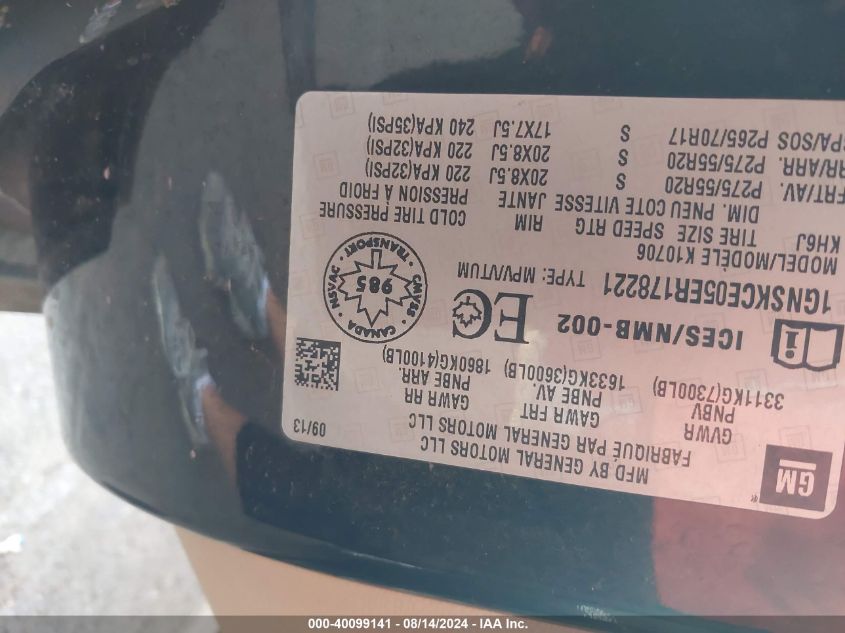 GM
MFD BY GENERAL MOTORS LLC
FABRIQUÉ PAR GENERAL MOTORS LLC
09/13
GVWR GAWR FRT GAWR RR
PNBV PNBE AV. PNBE ARR.
3311KG(7300LB) 1633KG(3600LB) 1860KG(4100LB)
i ICES/NMB-002 EC
CANADA
NSVAC
CMVSS
TRANSPORT
985
1GNSKCE05ER178221 TYPE: MPV/VTUM
MODEL/MODÈLE K10706
KH6J TIRE SIZE SPEED RTG RIM COLD TIRE PRESSURE
DIM. PNEU COTE VITESSE JANTE PRESSION A FROID
FRT/AV. P275/55R20 S 20X8.5J 220 KPA(32PSI)
RR/ARR. P275/55R20 S 20X8.5J 220 KPA(32PSI)
SPA/SOS P265/70R17 S 17X7.5J 240 KPA(35PSI)
000-40099141 - 08/14/2024 - IAA Inc.